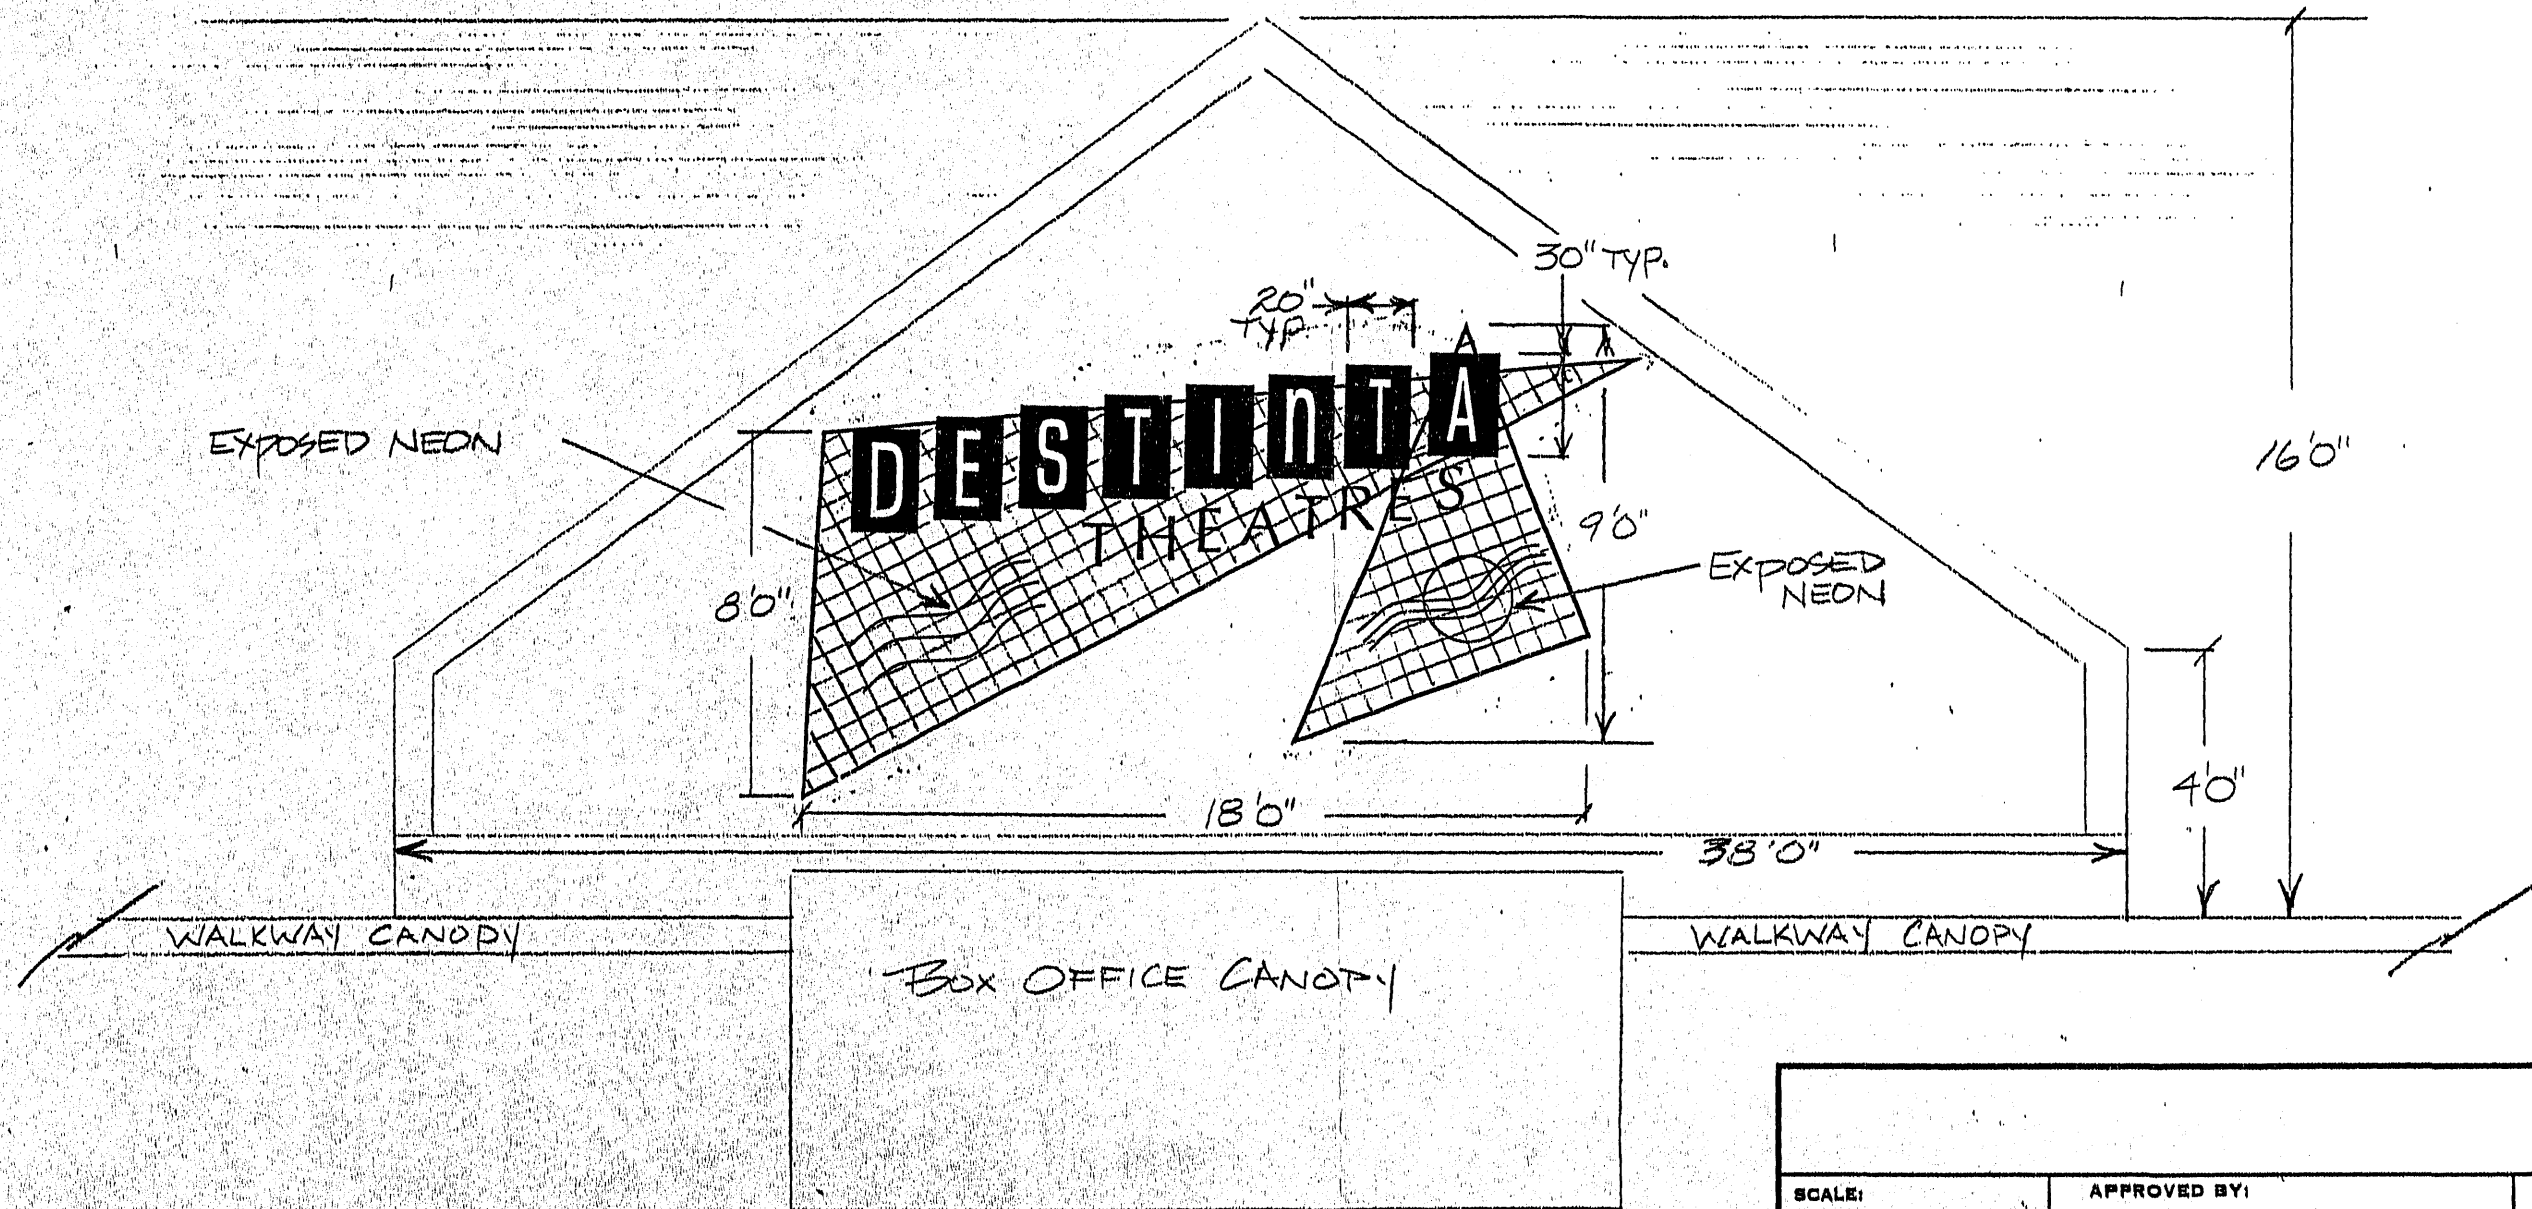 30" TYP.
20"
TYP.
A
EXPOSED NEON
DESTInTA
THEATRES
16'0"
9'0"
8'0"
EXPOSED
NEON
4'0"
18'0"
38'0"
WALKWAY CANOPY
WALKWAY CANOPY
BOX OFFICE CANOPY
SCALE:
APPROVED BY: